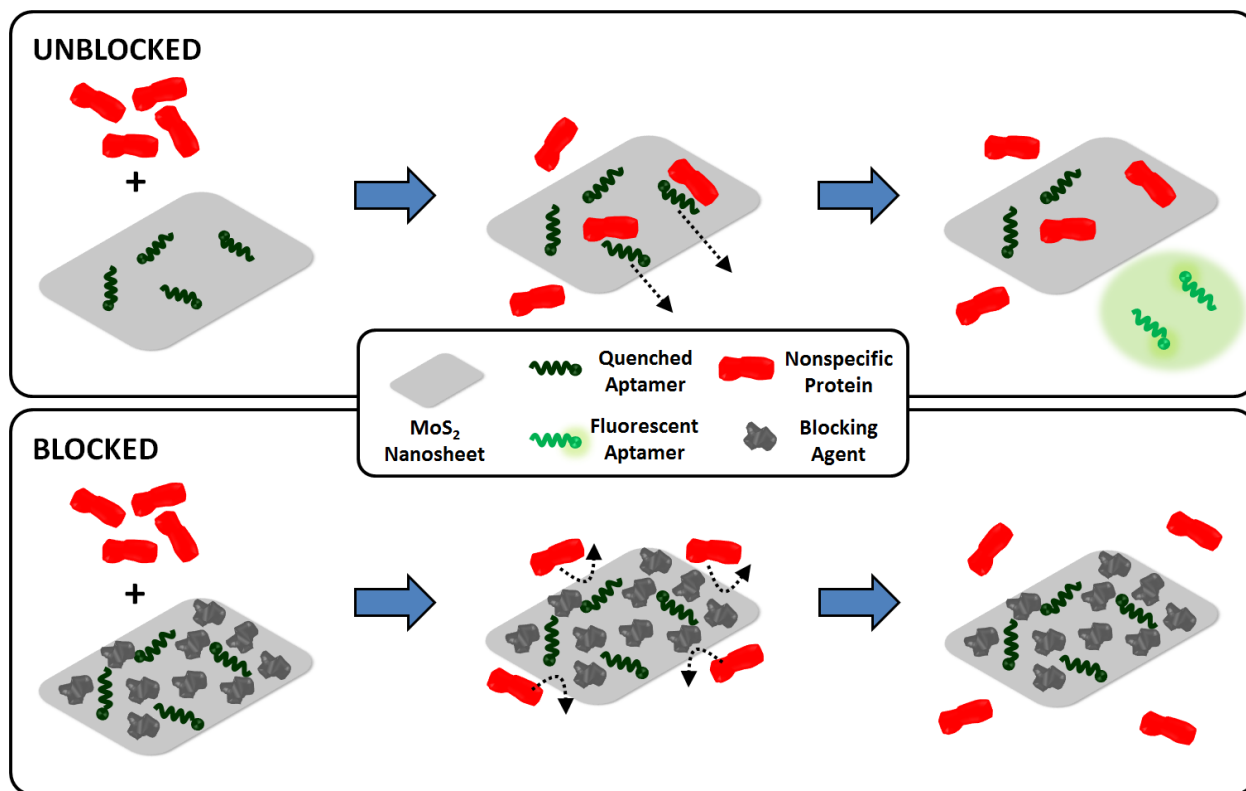 UNBLOCKED
+
MoS₂
Nanosheet
Quenched
Aptamer
Nonspecific
Protein
Fluorescent
Aptamer
Blocking
Agent
BLOCKED
+